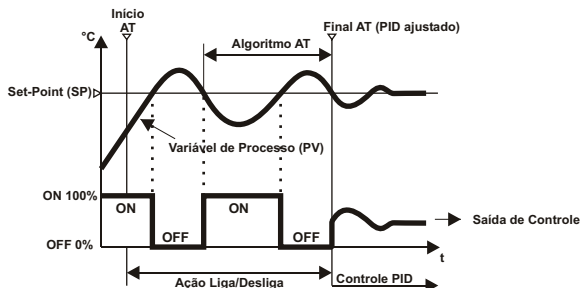 Início
AT
Final AT (PID ajustado)
°C
Algoritmo AT
Set-Point (SP)
Variável de Processo (PV)
ON 100%
ON
ON
Saída de Controle
OFF
OFF
OFF 0%
t
Ação Liga/Desliga
Controle PID